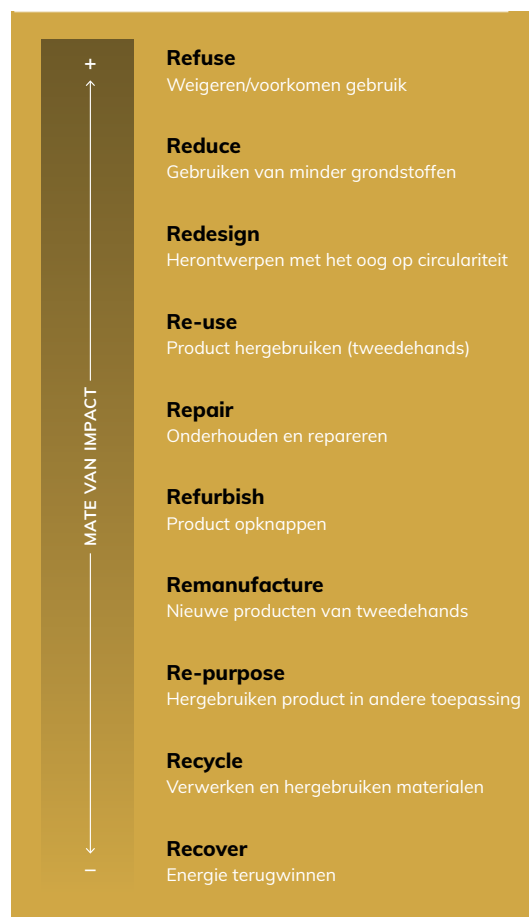 +
Refuse
Weigeren/voorkomen gebruik
Reduce
Gebruiken van minder grondstoffen
Redesign
Herontwerpen met het oog op circulariteit
Re-use
Product hergebruiken (tweedehands)
Repair
Onderhouden en repareren
MATE VAN IMPACT
Refurbish
Product opknappen
Remanufacture
Nieuwe producten van tweedehands
Re-purpose
Hergebruiken product in andere toepassing
Recycle
Verwerken en hergebruiken materialen
Recover
Energie terugwinnen
–